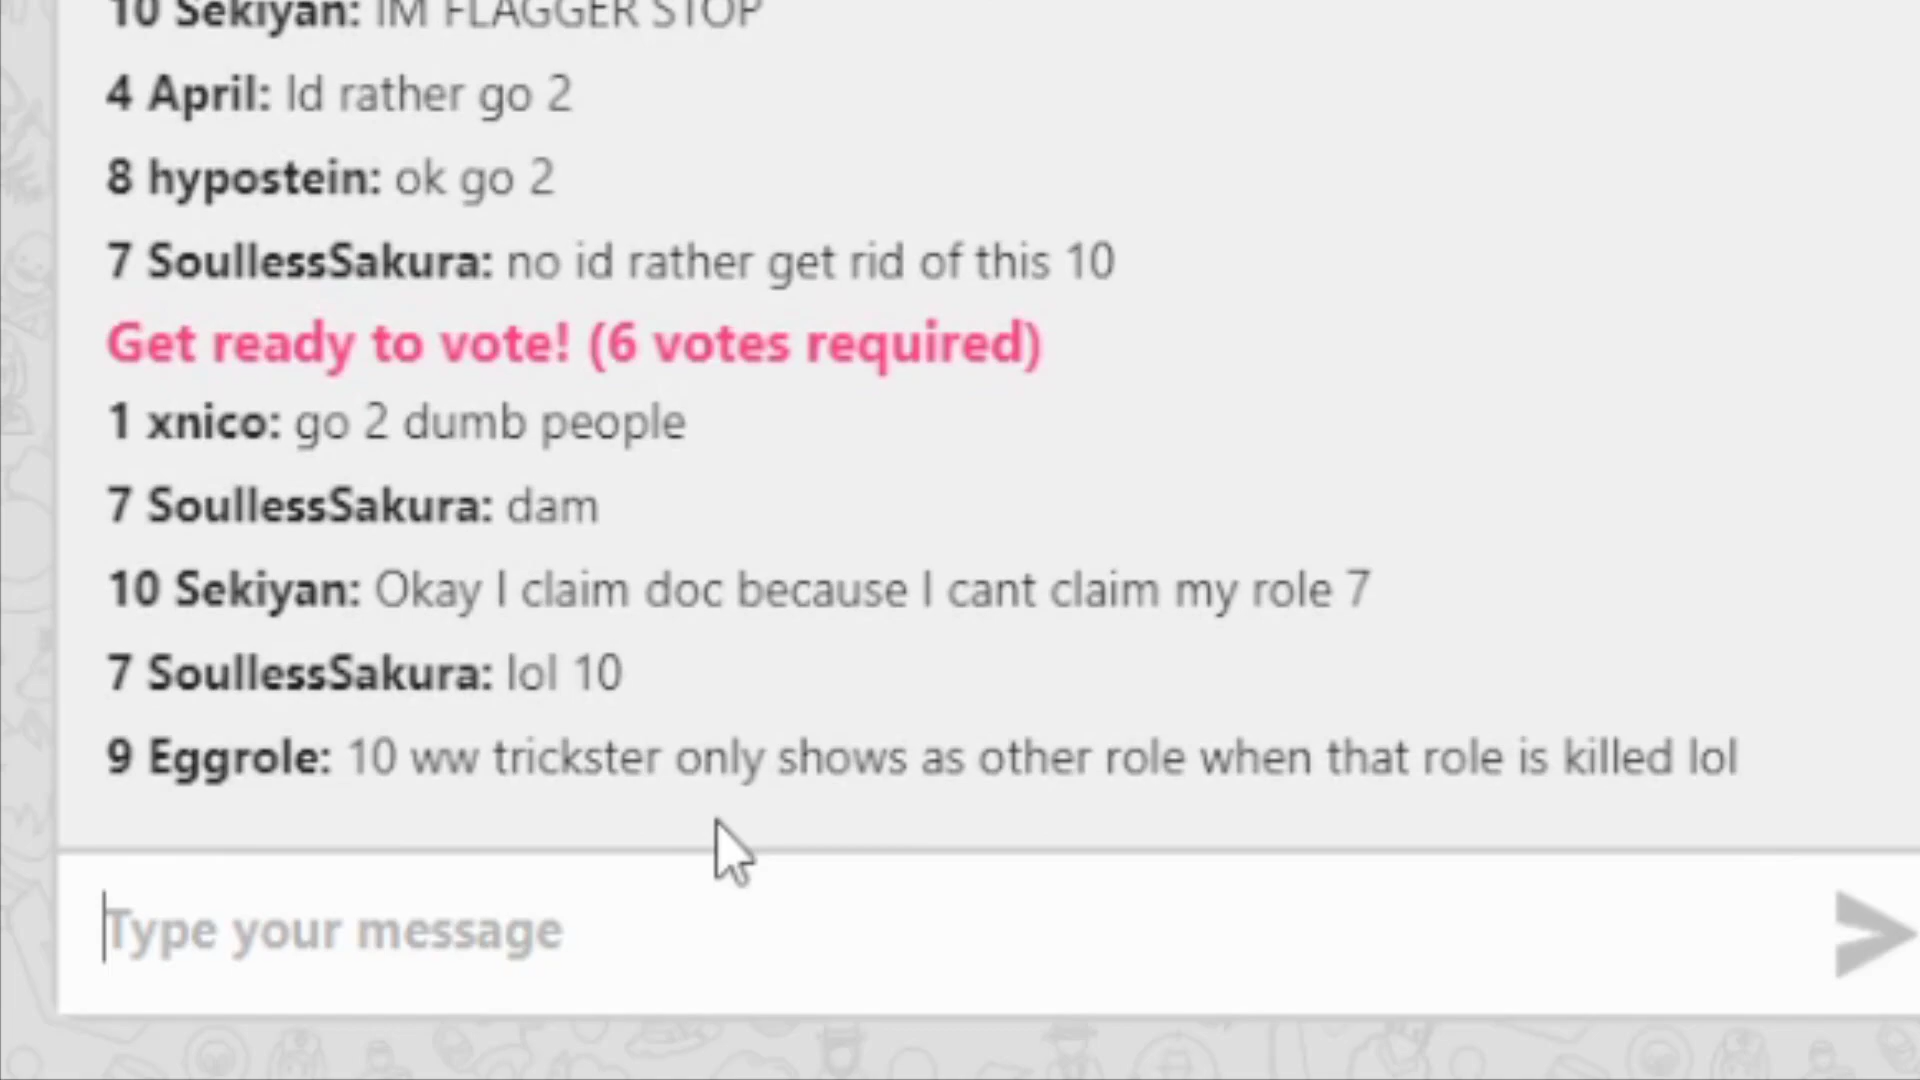 10 Sekiyan: IM FLAGGER STOP
4 April: Id rather go 2
8 hypostein: ok go 2
7 SoullessSakura: no id rather get rid of this 10
Get ready to vote! (6 votes required)
1 xnico: go 2 dumb people
7 SoullessSakura: dam
10 Sekiyan: Okay I claim doc because I cant claim my role 7
7 SoullessSakura: lol 10
9 Eggrole: 10 ww trickster only shows as other role when that role is killed lol
Type your message